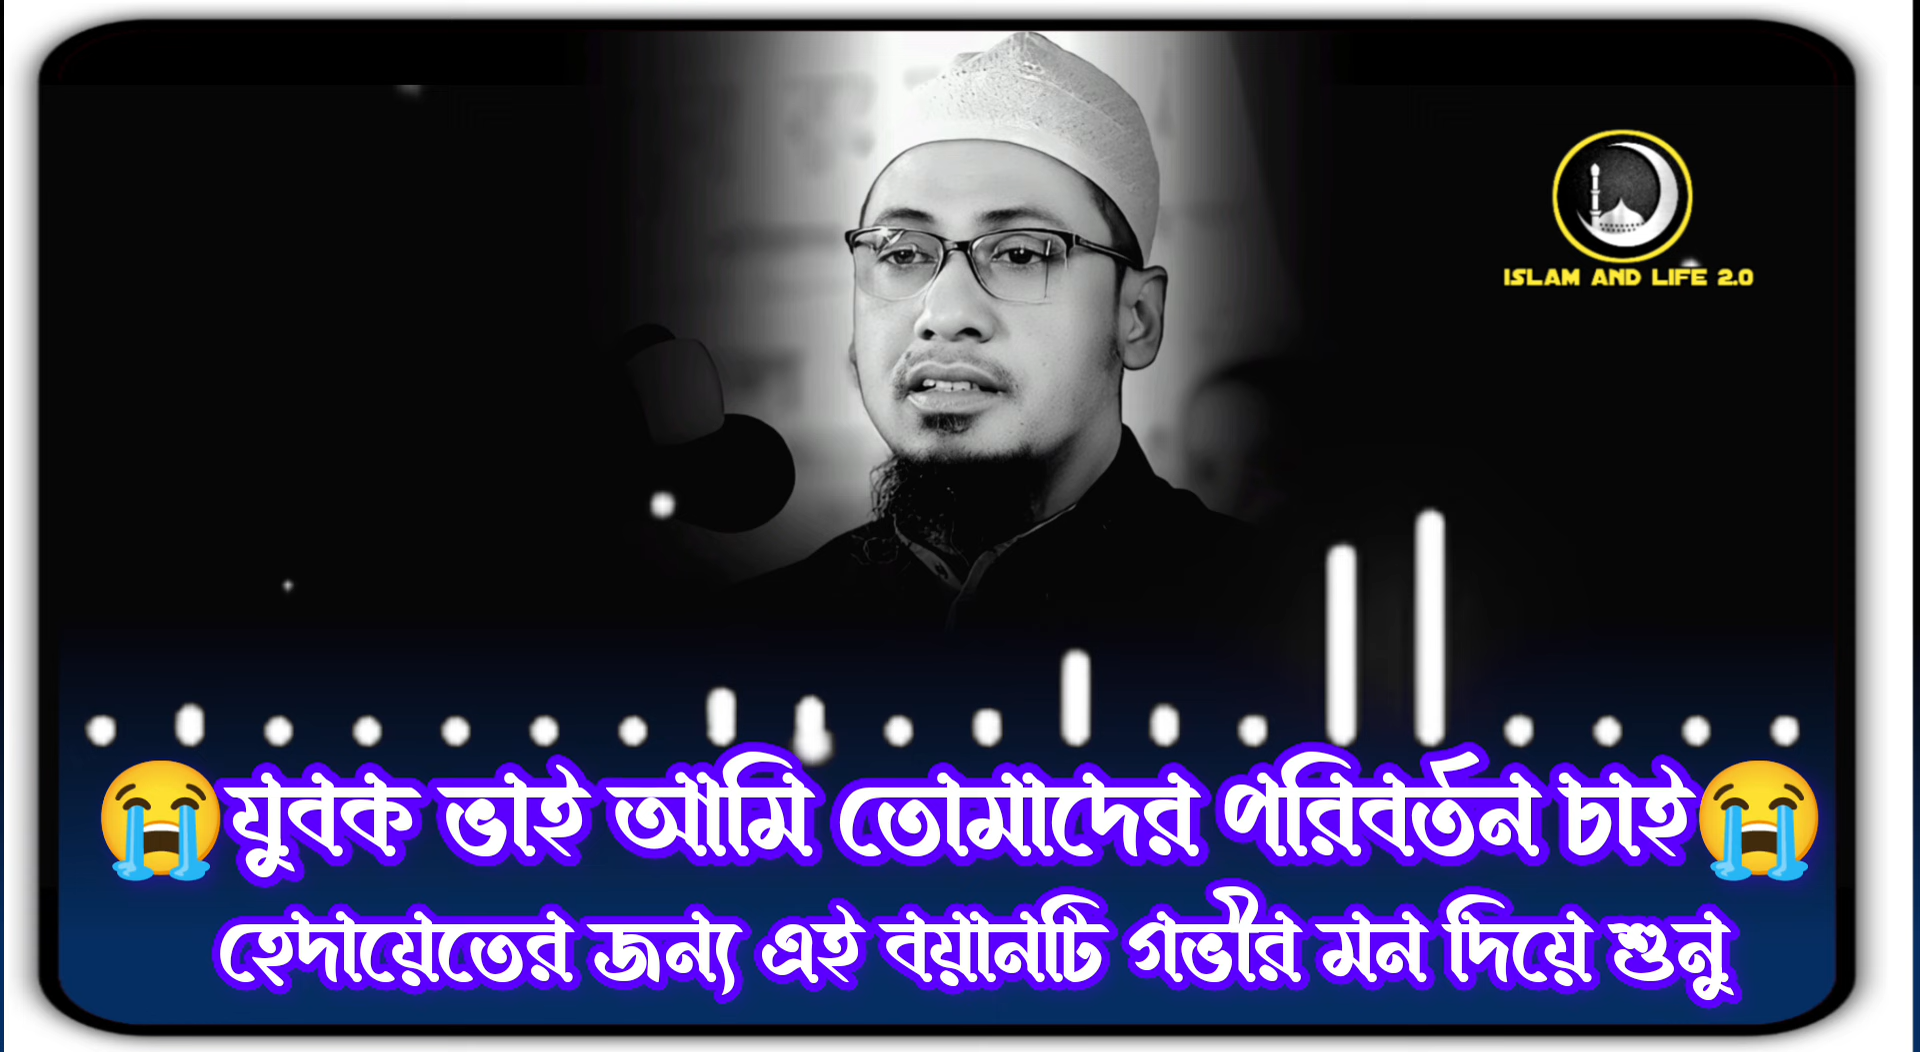 ISLAM AND LIFE 2.0
😭যুবক ভাই আমি তোমাদের পরিবর্তন চাই😭
হেদায়েতের জন্য এই বয়ানটি গভীর মন দিয়ে শুনু